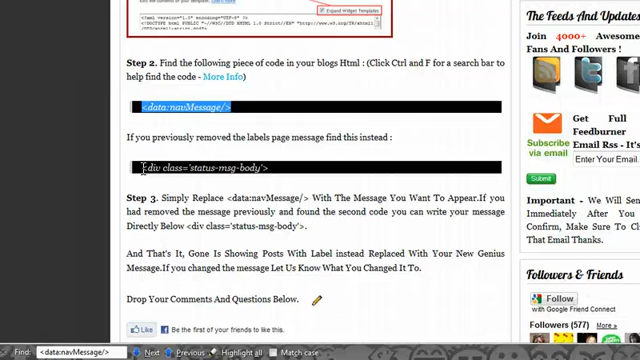 Expand Widget Templates
<?xml version="1.0" encoding="UTF-8" ?>
Step 2. Find the following piece of code in your blogs Html : (Click Ctrl and F for a search bar to
help find the code - More Info)
<data:navMessage/>
If you previously removed the labels page message find this instead :
<div class='status-msg-body'>
Step 3. Simply Replace <data:navMessage/> With The Message You Want To Appear.If you
had removed the message previously and found the second code you can write your message
Directly Below <div class='status-msg-body'>.
And That's It, Gone Is Showing Posts With Label instead Replaced With Your New Genius
Message.If you changed the message Let Us Know What You Changed It To.
Drop Your Comments And Questions Below.
Like
Be the first of your friends to like this.
The Feeds And Updates
Join 4000+ Awesome
Fans And Followers !
Subscribe
via email
Get Full
Feedburner
Email Rss - It's
Enter Your Email
Submit
Important - We Will Sen
Immediately After You
Confirm, Make Sure To C
That Email Thanks.
Followers & Friends
Follow
with Google Friend Connect
Followers (577) More »
Find: <data:navMessage/> Next Previous Highlight all Match case